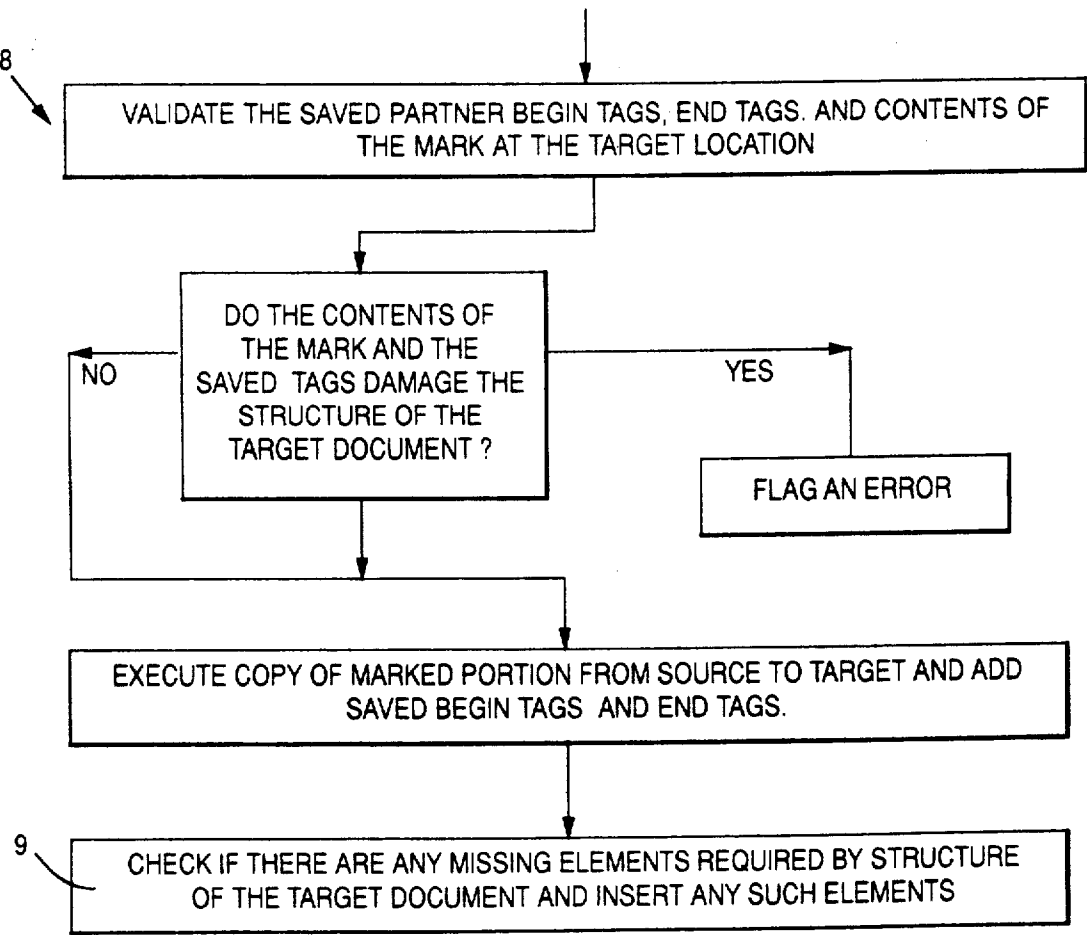 8
VALIDATE THE SAVED PARTNER BEGIN TAGS, END TAGS. AND CONTENTS OF
THE MARK AT THE TARGET LOCATION
DO THE CONTENTS OF
THE MARK AND THE
SAVED TAGS DAMAGE THE
STRUCTURE OF THE
TARGET DOCUMENT ?
NO
YES
FLAG AN ERROR
EXECUTE COPY OF MARKED PORTION FROM SOURCE TO TARGET AND ADD
SAVED BEGIN TAGS AND END TAGS.
9
CHECK IF THERE ARE ANY MISSING ELEMENTS REQUIRED BY STRUCTURE
OF THE TARGET DOCUMENT AND INSERT ANY SUCH ELEMENTS